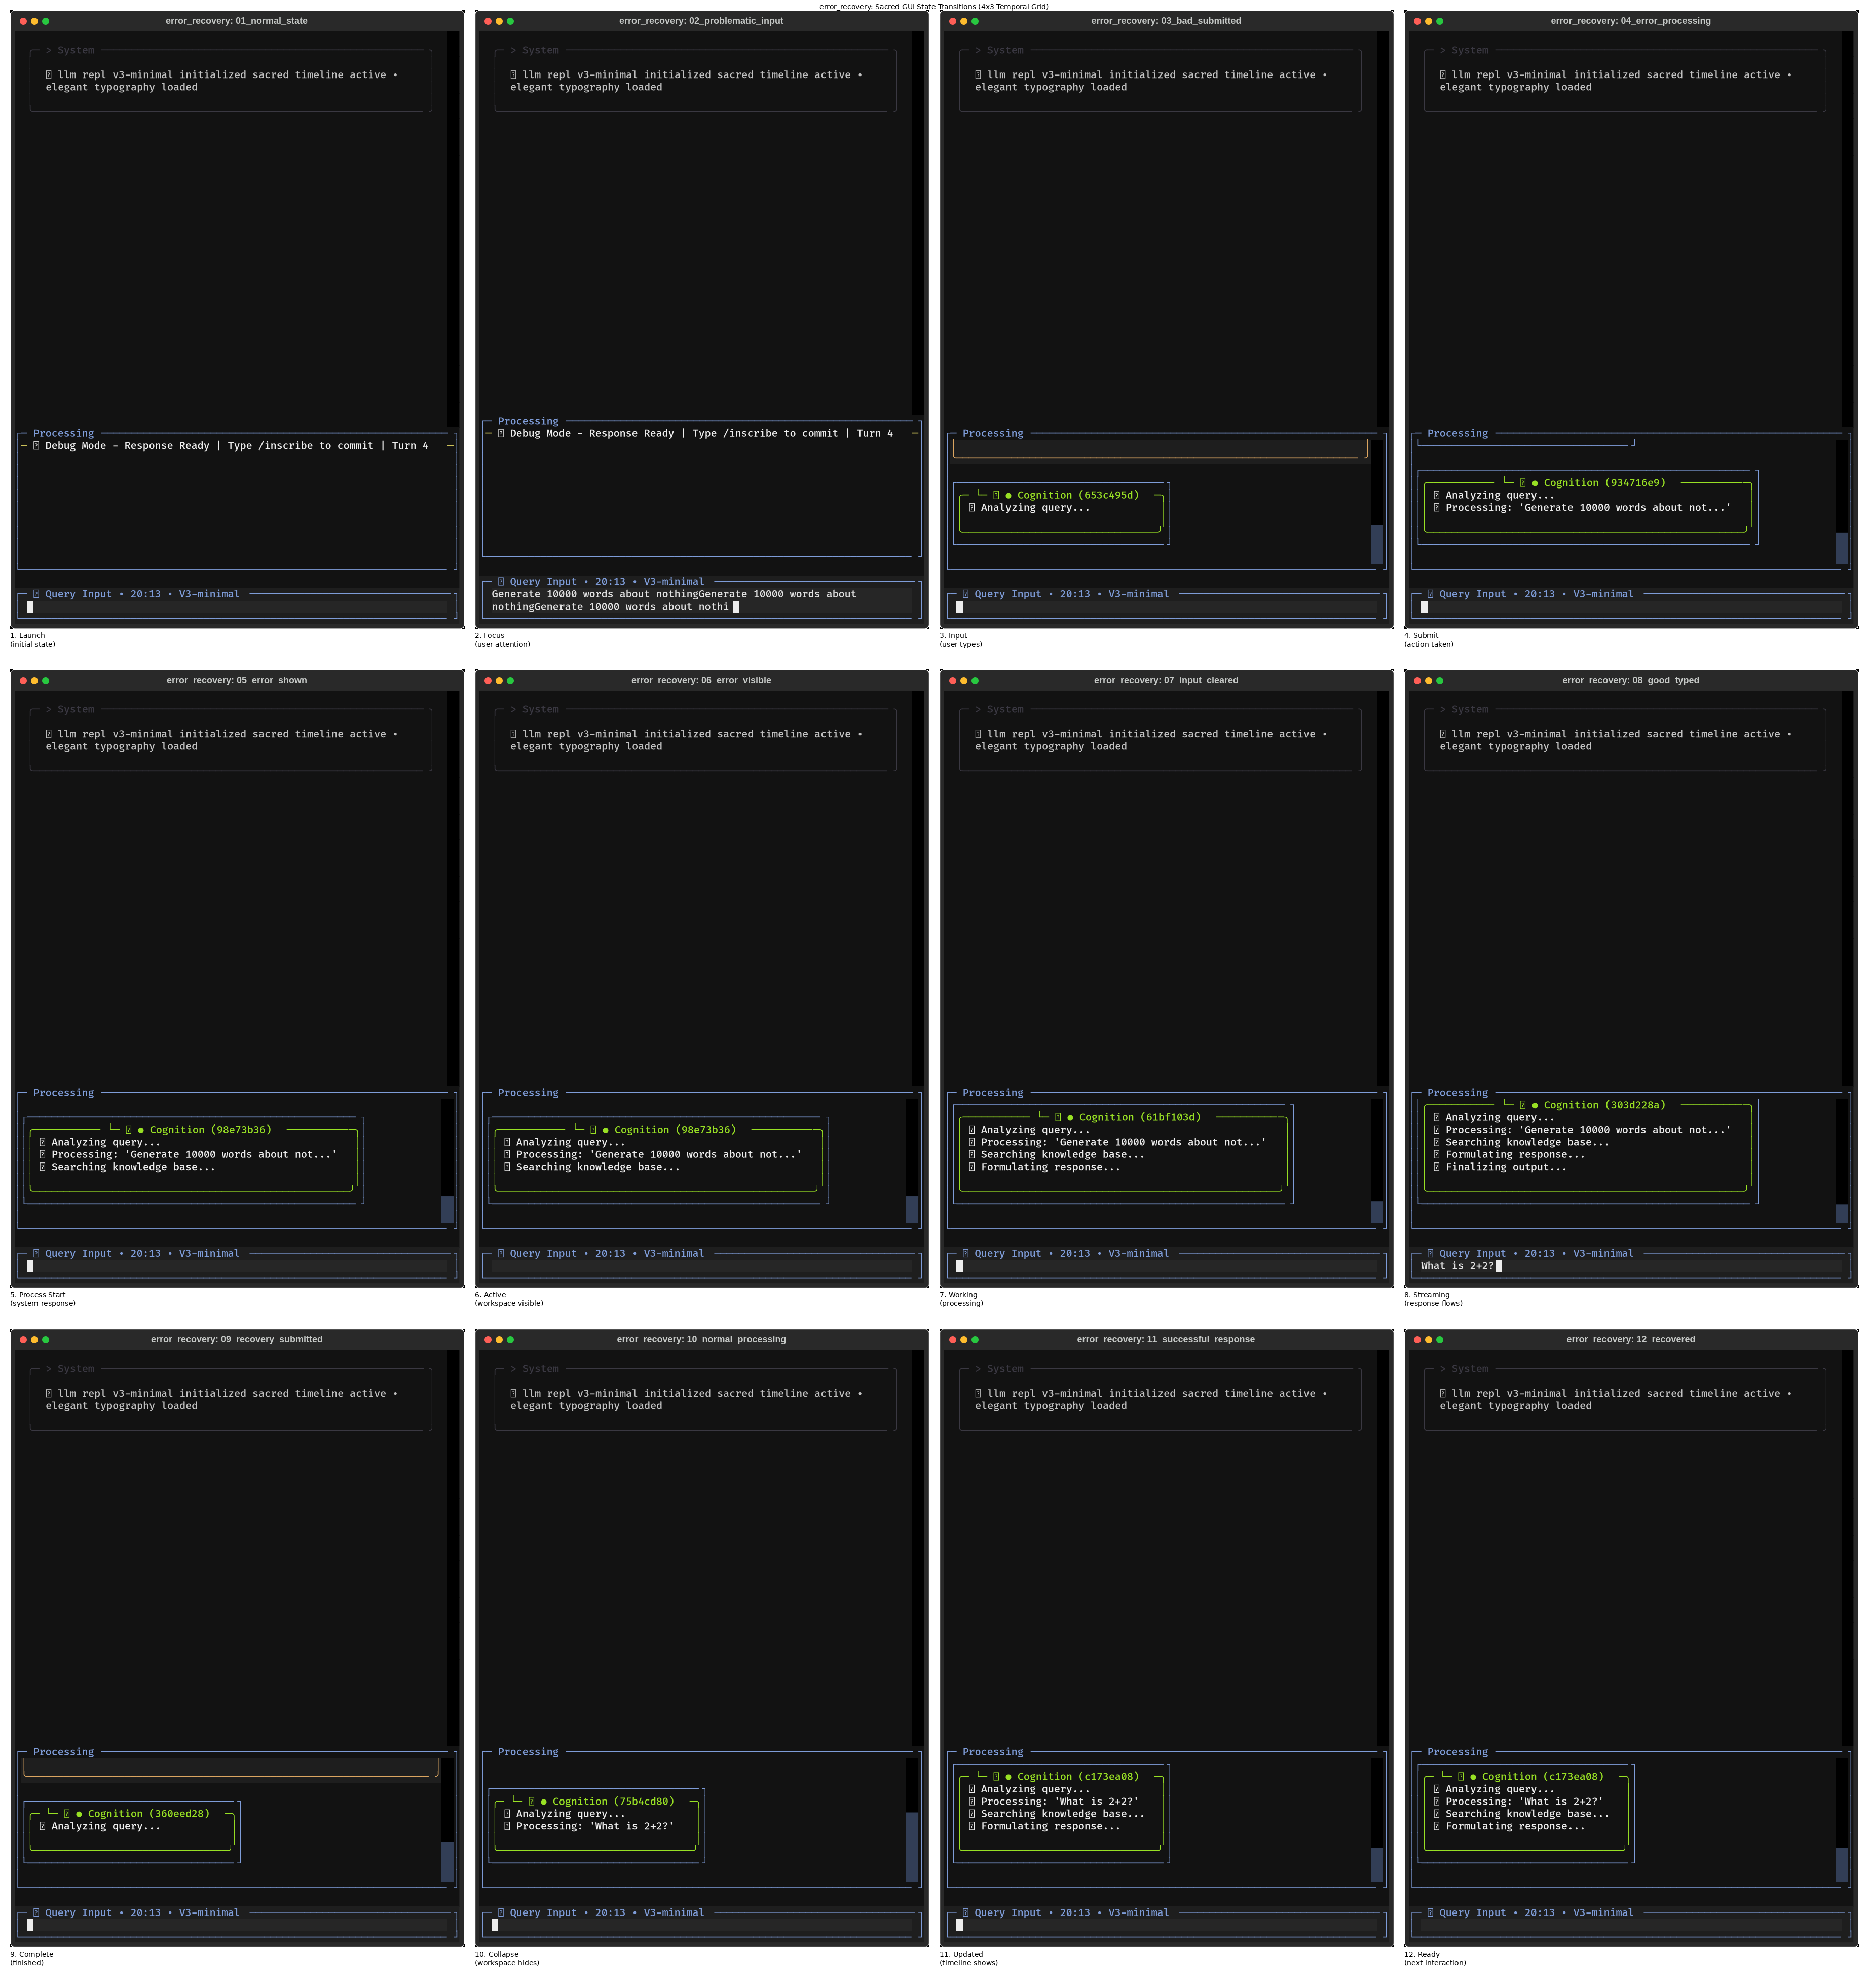 error_recovery: Sacred GUI State Transitions (4x3 Temporal Grid)
error_recovery: 01_normal_state
> System
llm repl v3-minimal initialized sacred timeline active •
elegant typography loaded
Processing
Debug Mode - Response Ready | Type /inscribe to commit | Turn 4
Query Input • 20:13 • V3-minimal
1. Launch
(initial state)
error_recovery: 02_problematic_input
> System
llm repl v3-minimal initialized sacred timeline active •
elegant typography loaded
Processing
Debug Mode - Response Ready | Type /inscribe to commit | Turn 4
Query Input • 20:13 • V3-minimal
Generate 10000 words about nothingGenerate 10000 words about
nothingGenerate 10000 words about nothi
2. Focus
(user attention)
error_recovery: 03_bad_submitted
> System
llm repl v3-minimal initialized sacred timeline active •
elegant typography loaded
Processing
● Cognition (653c495d)
Analyzing query...
Query Input • 20:13 • V3-minimal
3. Input
(user types)
error_recovery: 04_error_processing
> System
llm repl v3-minimal initialized sacred timeline active •
elegant typography loaded
Processing
● Cognition (934716e9)
Analyzing query...
Processing: 'Generate 10000 words about not...'
Query Input • 20:13 • V3-minimal
4. Submit
(action taken)
error_recovery: 05_error_shown
> System
llm repl v3-minimal initialized sacred timeline active •
elegant typography loaded
Processing
● Cognition (98e73b36)
Analyzing query...
Processing: 'Generate 10000 words about not...'
Searching knowledge base...
Query Input • 20:13 • V3-minimal
5. Process Start
(system response)
error_recovery: 06_error_visible
> System
llm repl v3-minimal initialized sacred timeline active •
elegant typography loaded
Processing
● Cognition (98e73b36)
Analyzing query...
Processing: 'Generate 10000 words about not...'
Searching knowledge base...
Query Input • 20:13 • V3-minimal
6. Active
(workspace visible)
error_recovery: 07_input_cleared
> System
llm repl v3-minimal initialized sacred timeline active •
elegant typography loaded
Processing
● Cognition (61bf103d)
Analyzing query...
Processing: 'Generate 10000 words about not...'
Searching knowledge base...
Formulating response...
Query Input • 20:13 • V3-minimal
7. Working
(processing)
error_recovery: 08_good_typed
> System
llm repl v3-minimal initialized sacred timeline active •
elegant typography loaded
Processing
● Cognition (303d228a)
Analyzing query...
Processing: 'Generate 10000 words about not...'
Searching knowledge base...
Formulating response...
Finalizing output...
Query Input • 20:13 • V3-minimal
What is 2+2?
8. Streaming
(response flows)
error_recovery: 09_recovery_submitted
> System
llm repl v3-minimal initialized sacred timeline active •
elegant typography loaded
Processing
● Cognition (360eed28)
Analyzing query...
Query Input • 20:13 • V3-minimal
9. Complete
(finished)
error_recovery: 10_normal_processing
> System
llm repl v3-minimal initialized sacred timeline active •
elegant typography loaded
Processing
● Cognition (75b4cd80)
Analyzing query...
Processing: 'What is 2+2?'
Query Input • 20:13 • V3-minimal
10. Collapse
(workspace hides)
error_recovery: 11_successful_response
> System
llm repl v3-minimal initialized sacred timeline active •
elegant typography loaded
Processing
● Cognition (c173ea08)
Analyzing query...
Processing: 'What is 2+2?'
Searching knowledge base...
Formulating response...
Query Input • 20:13 • V3-minimal
11. Updated
(timeline shows)
error_recovery: 12_recovered
> System
llm repl v3-minimal initialized sacred timeline active •
elegant typography loaded
Processing
● Cognition (c173ea08)
Analyzing query...
Processing: 'What is 2+2?'
Searching knowledge base...
Formulating response...
Query Input • 20:13 • V3-minimal
12. Ready
(next interaction)